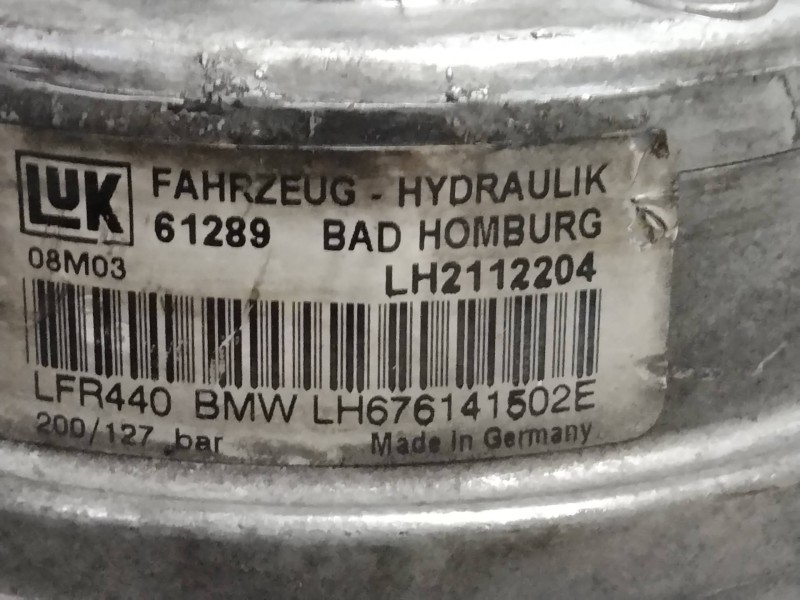 LuK FAHRZEUG - HYDRAULIK
61289 BAD HOMBURG
08M03 LH2112204
LFR440 BMW LH676141502E
200/127 bar Made in Germany